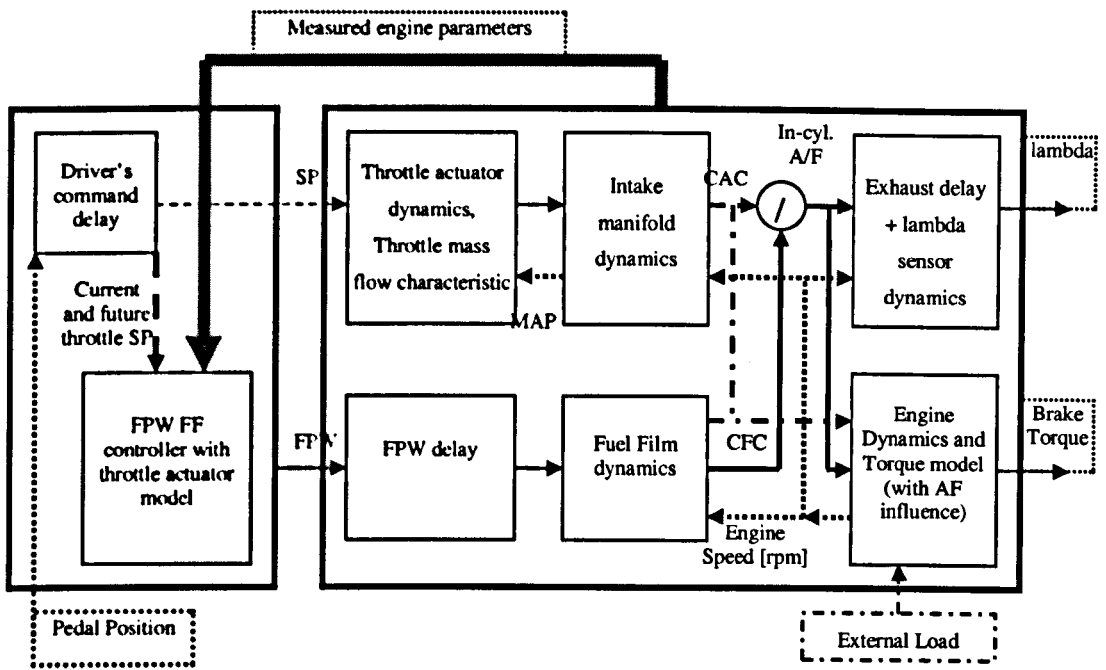 Measured engine parameters
Driver's
command
delay
SP
Throttle actuator
dynamics,
Throttle mass
flow characteristic
Intake
manifold
dynamics
CAC
In-cyl.
A/F
/
Exhaust delay
+ lambda
sensor
dynamics
lambda
Current
and future
throttle SP
MAP
FPW FF
controller with
throttle actuator
model
FPW
FPW delay
Fuel Film
dynamics
CFC
Engine
Dynamics and
Torque model
(with AF
influence)
Brake
Torque
Engine
Speed [rpm]
Pedal Position
External Load